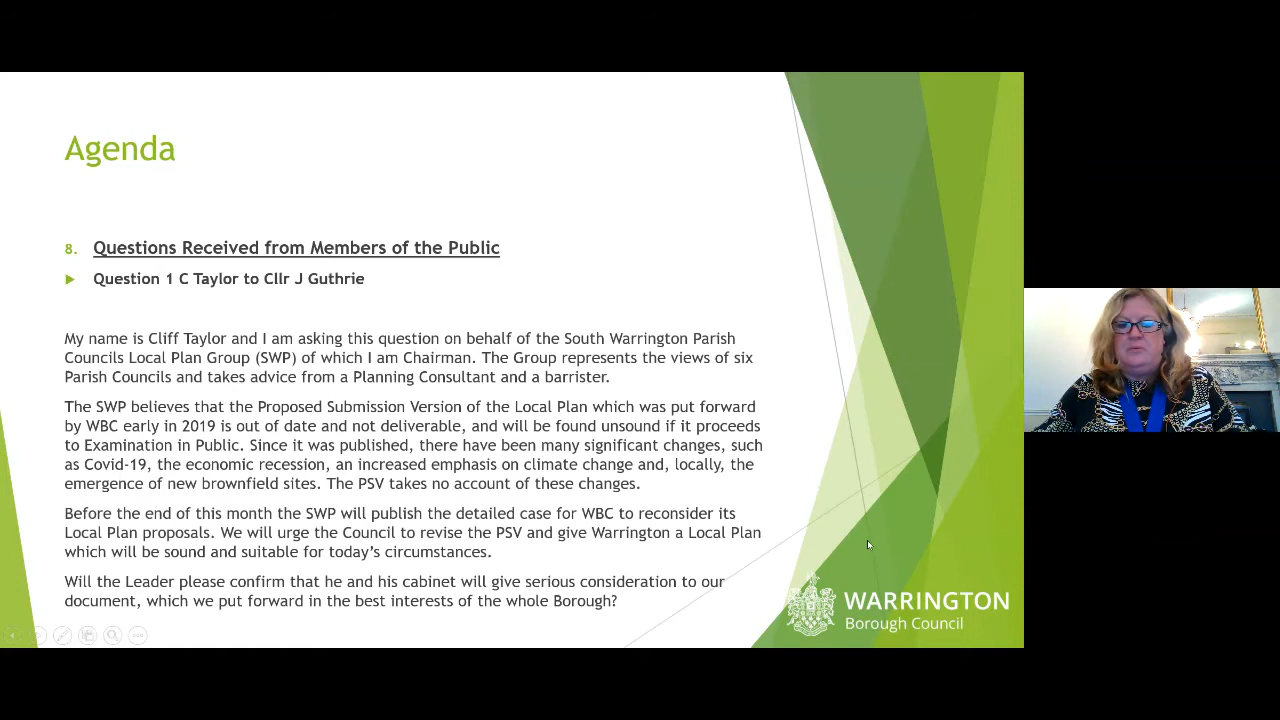 Agenda
8. Questions Received from Members of the Public
Question 1 C Taylor to Cllr J Guthrie
My name is Cliff Taylor and I am asking this question on behalf of the South Warrington Parish
Councils Local Plan Group (SWP) of which I am Chairman. The Group represents the views of six
Parish Councils and takes advice from a Planning Consultant and a barrister.
The SWP believes that the Proposed Submission Version of the Local Plan which was put forward
by WBC early in 2019 is out of date and not deliverable, and will be found unsound if it proceeds
to Examination in Public. Since it was published, there have been many significant changes, such
as Covid-19, the economic recession, an increased emphasis on climate change and, locally, the
emergence of new brownfield sites. The PSV takes no account of these changes.
Before the end of this month the SWP will publish the detailed case for WBC to reconsider its
Local Plan proposals. We will urge the Council to revise the PSV and give Warrington a Local Plan
which will be sound and suitable for today's circumstances.
Will the Leader please confirm that he and his cabinet will give serious consideration to our
document, which we put forward in the best interests of the whole Borough?
WARRINGTON
Borough Council